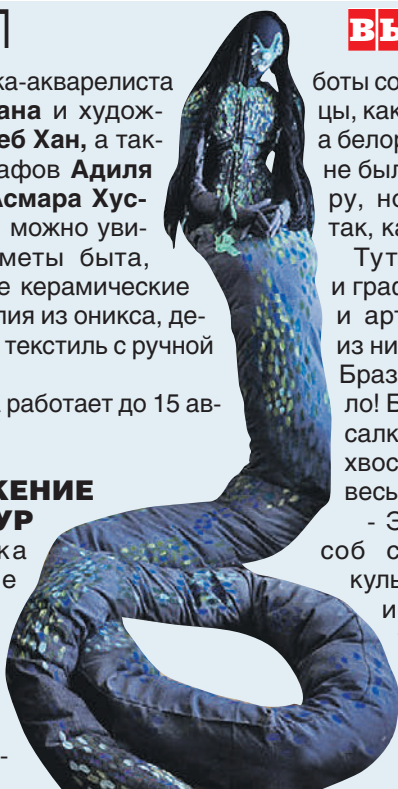 ка-акварелиста
ана и худож-
еб Хан, а так-
афов Адиля
Асмара Хус-
можно уви-
меты быта,
е керамические
лия из оникса, де-
текстиль с ручной
работает до 15 ав-
ЖЕНИЕ
УР
ка
е
-
вы
боты со
цы, как
а белор
не был
ру, но
так, ка
Тут
и граф
и арт
из ни
Браз
ло! Б
салк
хвос
весь
- Э
соб с
куль
и